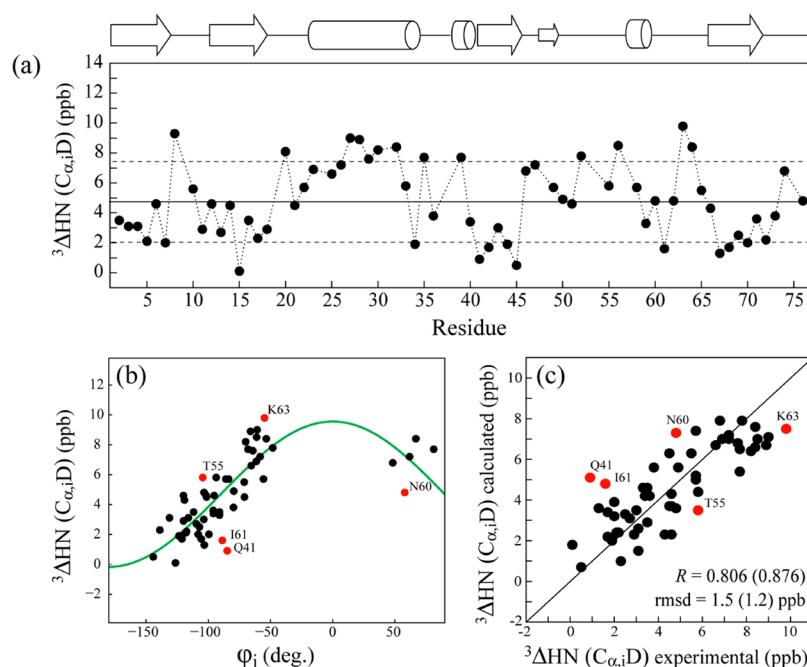 (a)
³ΔHN (Cα,iD) (ppb)
14
12
10
8
6
4
2
0
5 10 15 20 25 30 35 40 45 50 55 60 65 70 75
Residue
(b)
³ΔHN (Cα,iD) (ppb)
12
10
8
6
4
2
0
−2
K63
T55
N60
I61
Q41
−150 −100 −50 0 50
φi (deg.)
(c)
³ΔHN (Cα,iD) calculated (ppb)
10
8
6
4
2
0
−2
N60
K63
Q41
I61
T55
R = 0.806 (0.876)
rmsd = 1.5 (1.2) ppb
−2 0 2 4 6 8 10
³ΔHN (Cα,iD) experimental (ppb)